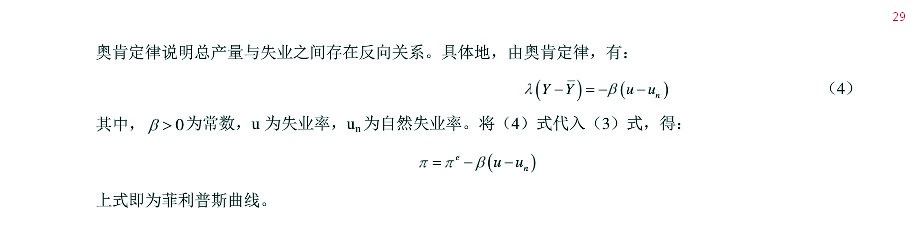 29
奥肯定律说明总产量与失业之间存在反向关系。具体地，由奥肯定律，有：
λ(Y−Ȳ)=−β(u−uₙ) （4）
其中，β>0为常数，u 为失业率，uₙ为自然失业率。将（4）式代入（3）式，得：
π=πᵉ−β(u−uₙ)
上式即为菲利普斯曲线。